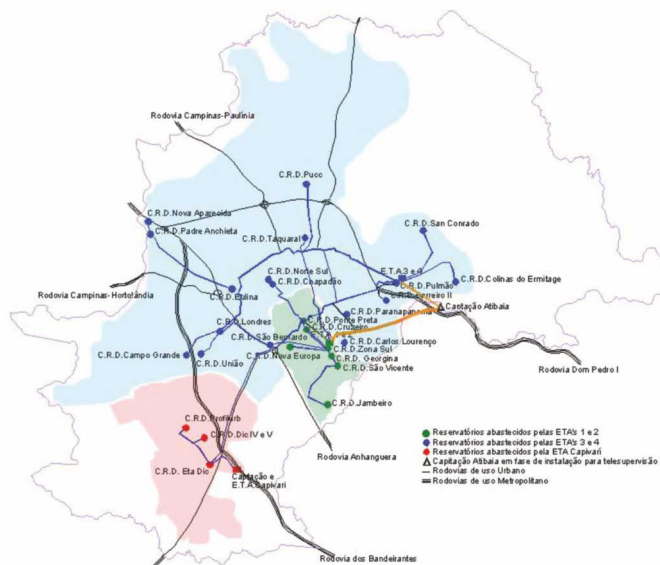 Rodovia Campinas-Paulínia
C.R.D.Pucc
C.R.D.Nova Aparecida
C.R.D.San Conrado
C.R.D.Padre Anchieta
C.R.D.Taquaral
C.R.D.Norte Sul
E.T.A.3 e 4
C.R.D.Chapadão
C.R.D.Pulmão
C.R.D.Colinas do Ermitage
Rodovia Campinas-Hortolândia
C.R.D.Eulina
Captação Atibaia
C.R.D.Paranapanema
C.R.D.Londres
C.R.D.Ponte Preta
C.R.D.Cruzeiro
C.R.D.São Bernardo
C.R.D.Carlos Lourenço
C.R.D.Campo Grande
C.R.D.Zona Sul
C.R.D.União
C.R.D.Nova Europa
C.R.D. Georgina
C.R.D.São Vicente
Rodovia Dom Pedro I
C.R.D.Jambeiro
C.R.D.Profilurb
C.R.D.Dic IV e V
Rodovia Anhanguera
C.R.D. Eta Dic
Captação e
E.T.A.Capivari
Reservatórios abastecidos pelas ETA's 1 e 2
Reservatórios abastecidos pelas ETA's 3 e 4
Reservatórios abastecidos pela ETA Capivari
Capitação Atibaia em fase de instalação para telesupervisão
Rodovias de uso Urbano
Rodovias de uso Metropolitano
Rodovia dos Bandeirantes